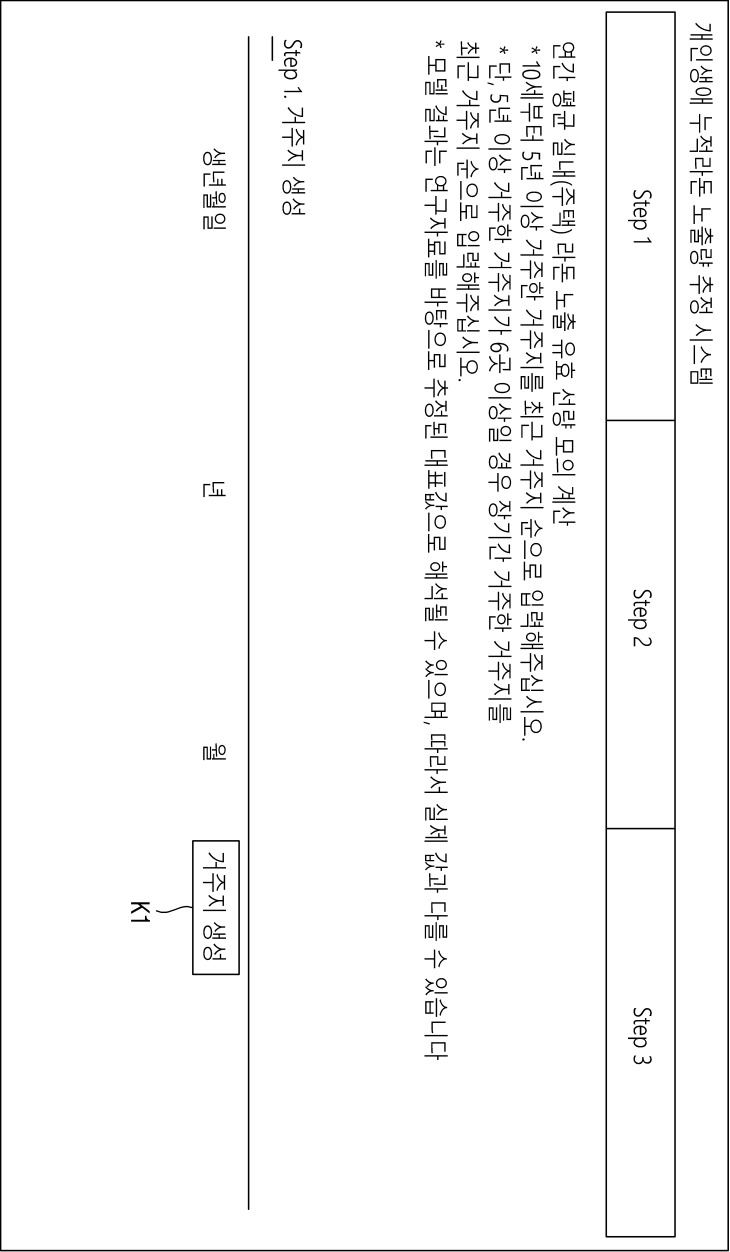 개인생애 누적라돈 노출량 추정 시스템
Step 1
Step 2
Step 3
연간 평균 실내(주택) 라돈 노출 유효 선량 모의 계산
* 10세부터 5년 이상 거주한 거주지를 최근 거주지 순으로 입력해주십시오.
* 단, 5년 이상 거주한 거주지가 6곳 이상일 경우 장기간 거주한 거주지를
최근 거주지 순으로 입력해주십시오.
* 모델 결과는 연구자료를 바탕으로 추정된 대표값으로 해석될 수 있으며, 따라서 실제 값과 다를 수 있습니다
Step 1. 거주지 생성
생년월일 년 월 거주지 생성
K1